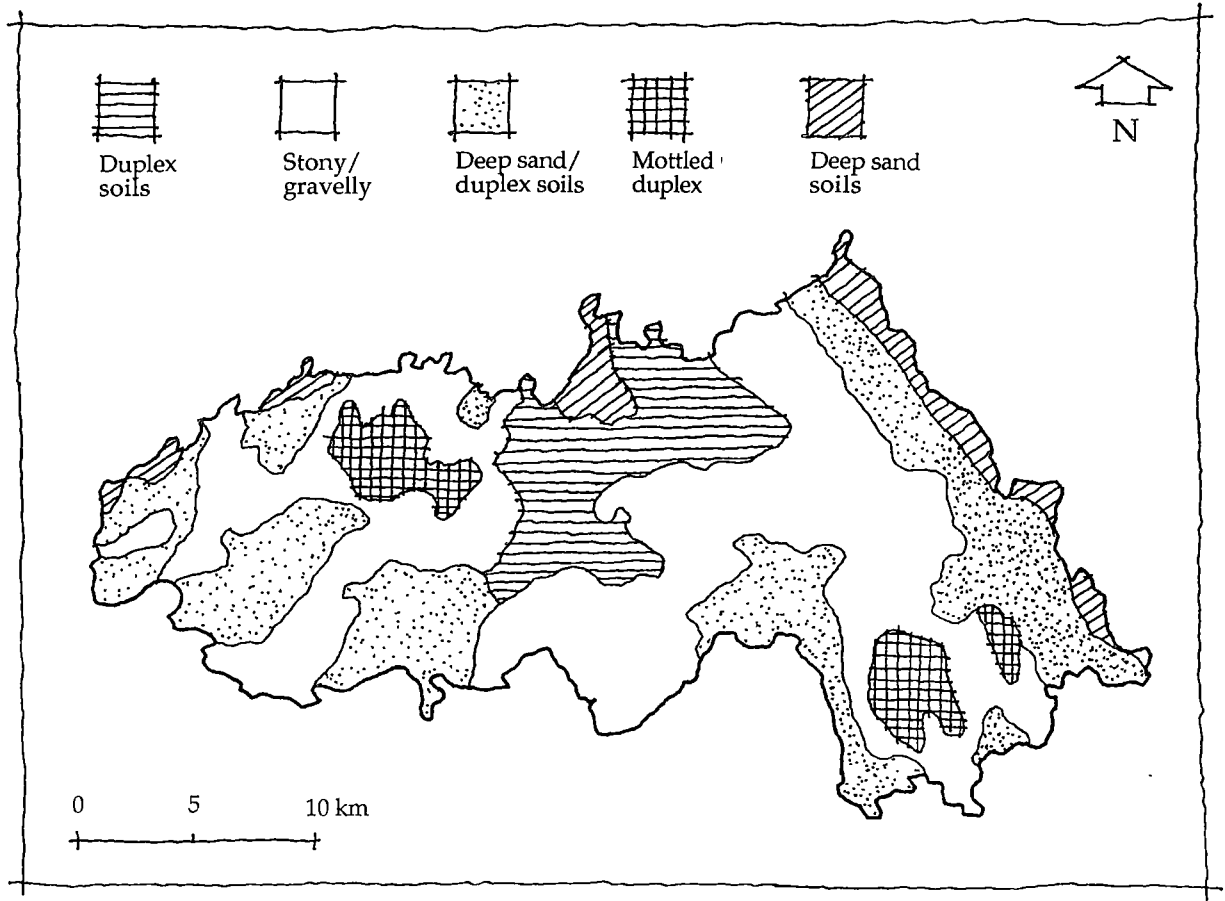 Duplex
soils
Stony/
gravelly
Deep sand/
duplex soils
Mottled
duplex
Deep sand
soils
N
0 5 10 km